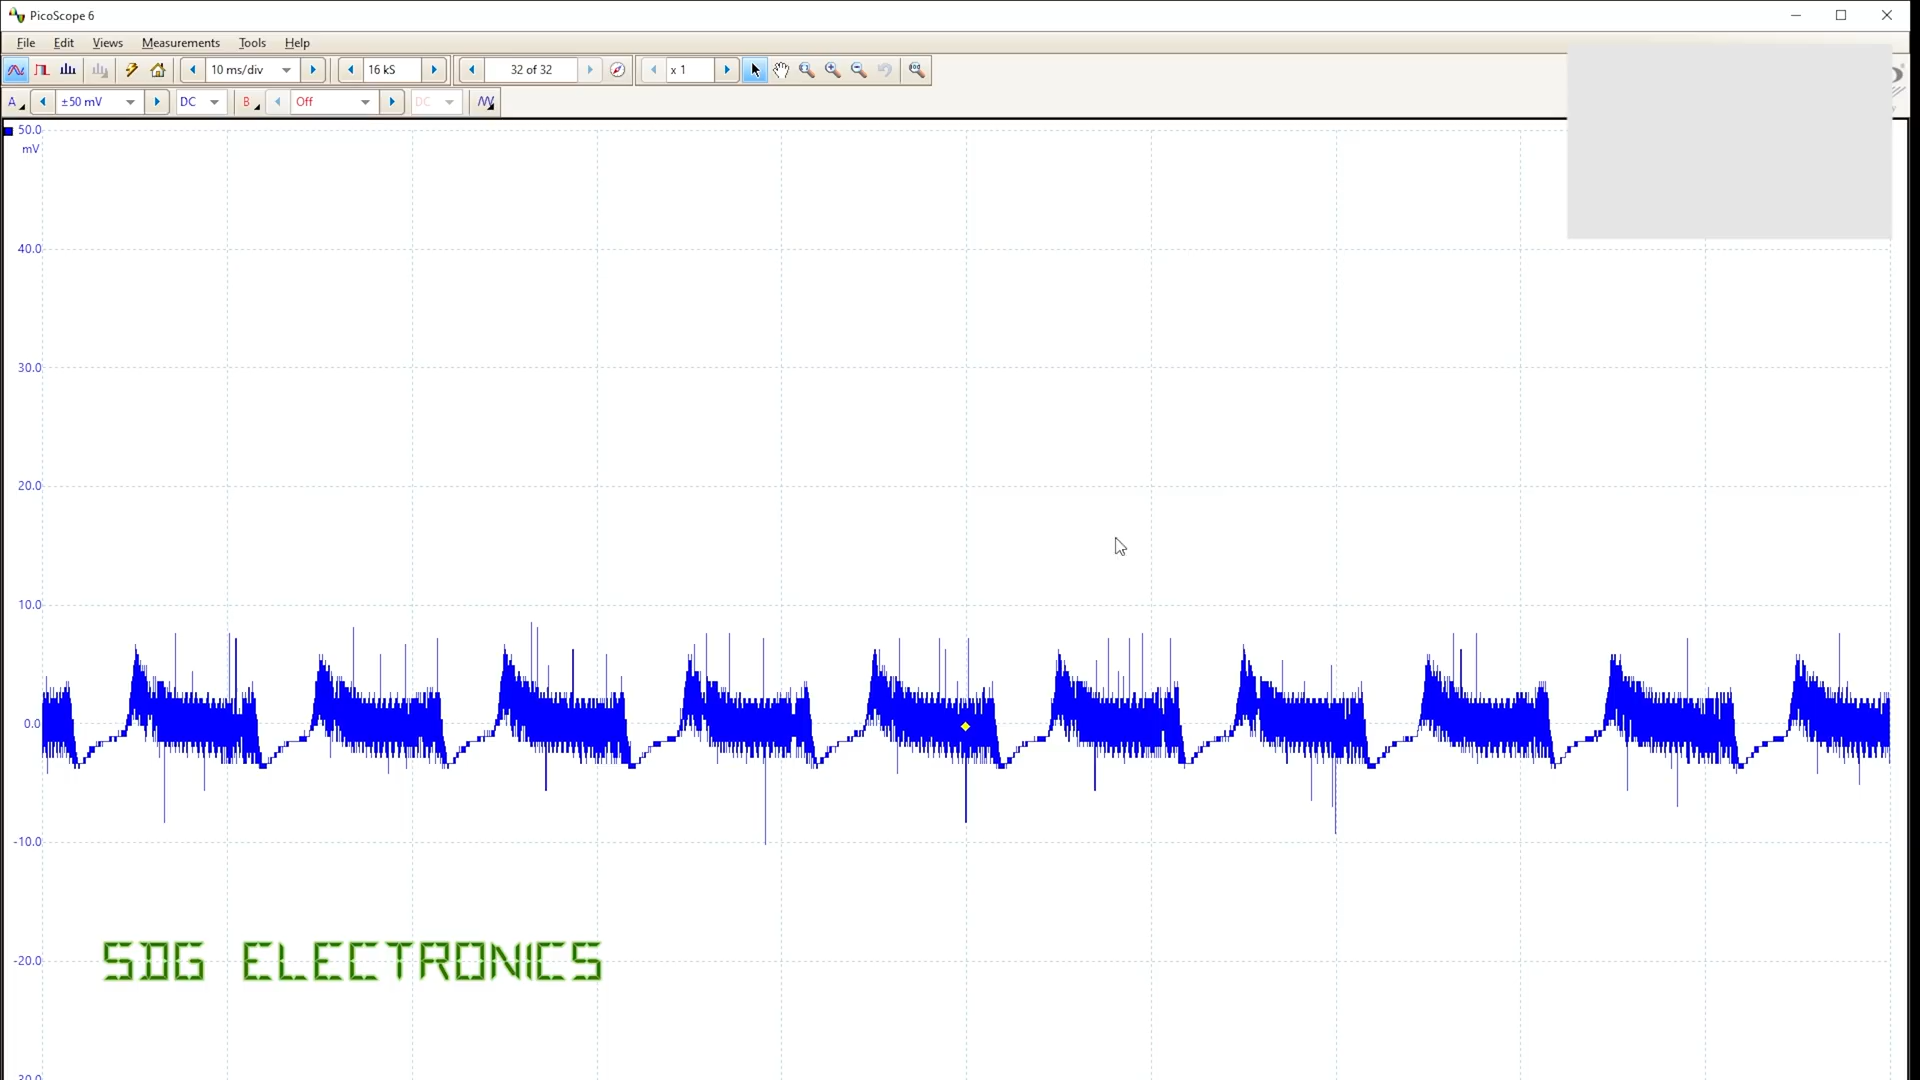 PicoScope 6
File Edit Views Measurements Tools Help
10 ms/div 16 kS 32 of 32 x 1
A ±50 mV DC B Off DC
50.0
mV
40.0
30.0
20.0
10.0
0.0
-10.0
-20.0
SDG ELECTRONICS